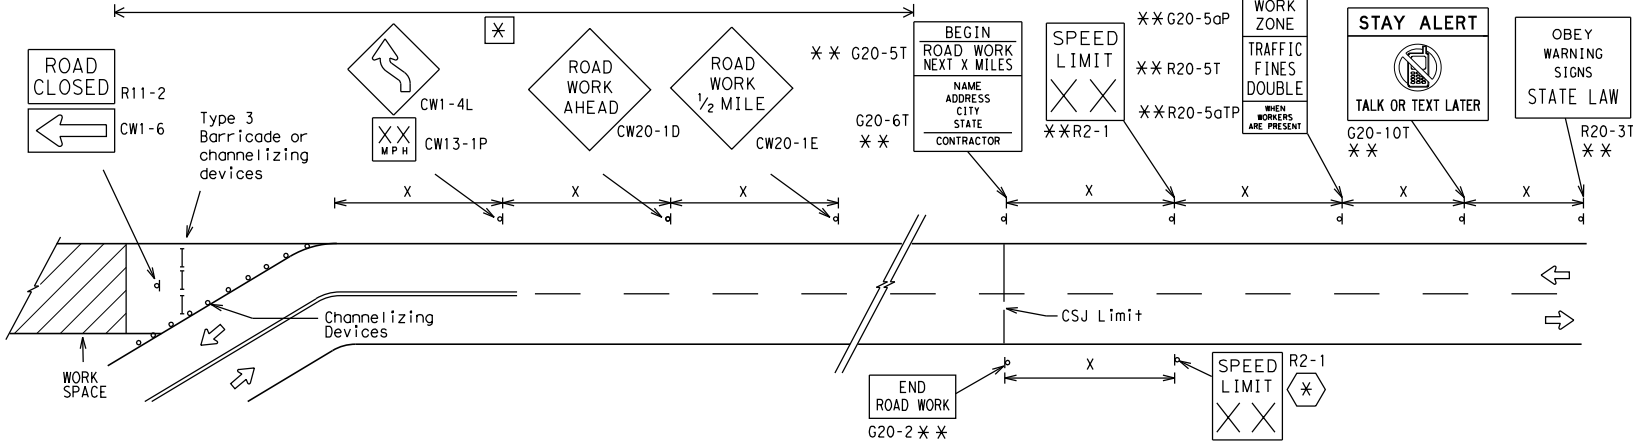 ROAD
CLOSED
R11-2
CW1-6
Type 3
Barricade or
channelizing
devices
CW1-4L
XX
MPH
CW13-1P
*
ROAD
WORK
AHEAD
CW20-1D
ROAD
WORK
1/2 MILE
CW20-1E
** G20-5T
G20-6T
**
BEGIN
ROAD WORK
NEXT X MILES
NAME
ADDRESS
CITY
STATE
CONTRACTOR
SPEED
LIMIT
X X
**R2-1
**G20-5aP
**R20-5T
**R20-5aTP
WORK
ZONE
TRAFFIC
FINES
DOUBLE
WHEN
WORKERS
ARE PRESENT
STAY ALERT
TALK OR TEXT LATER
G20-10T
**
OBEY
WARNING
SIGNS
STATE LAW
R20-3T
**
X
X
X
X
X
X
X
Channelizing
Devices
WORK
SPACE
CSJ Limit
X
END
ROAD WORK
G20-2 **
SPEED
LIMIT
X X
R2-1
*